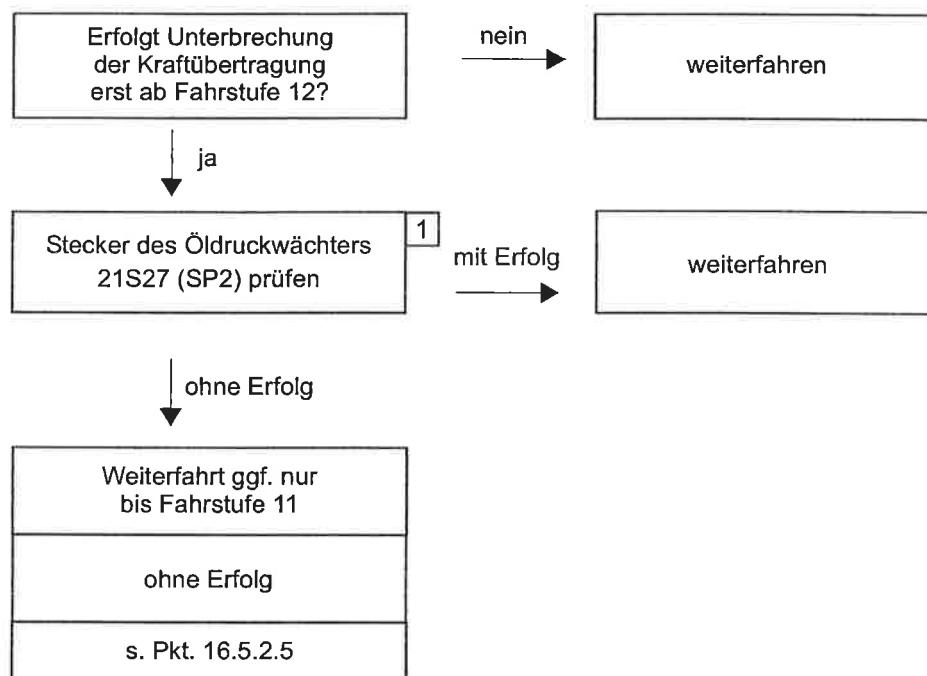 Erfolgt Unterbrechung
der Kraftübertragung
erst ab Fahrstufe 12?
nein
weiterfahren
ja
Stecker des Öldruckwächters
21S27 (SP2) prüfen
1
mit Erfolg
weiterfahren
ohne Erfolg
Weiterfahrt ggf. nur
bis Fahrstufe 11
ohne Erfolg
s. Pkt. 16.5.2.5